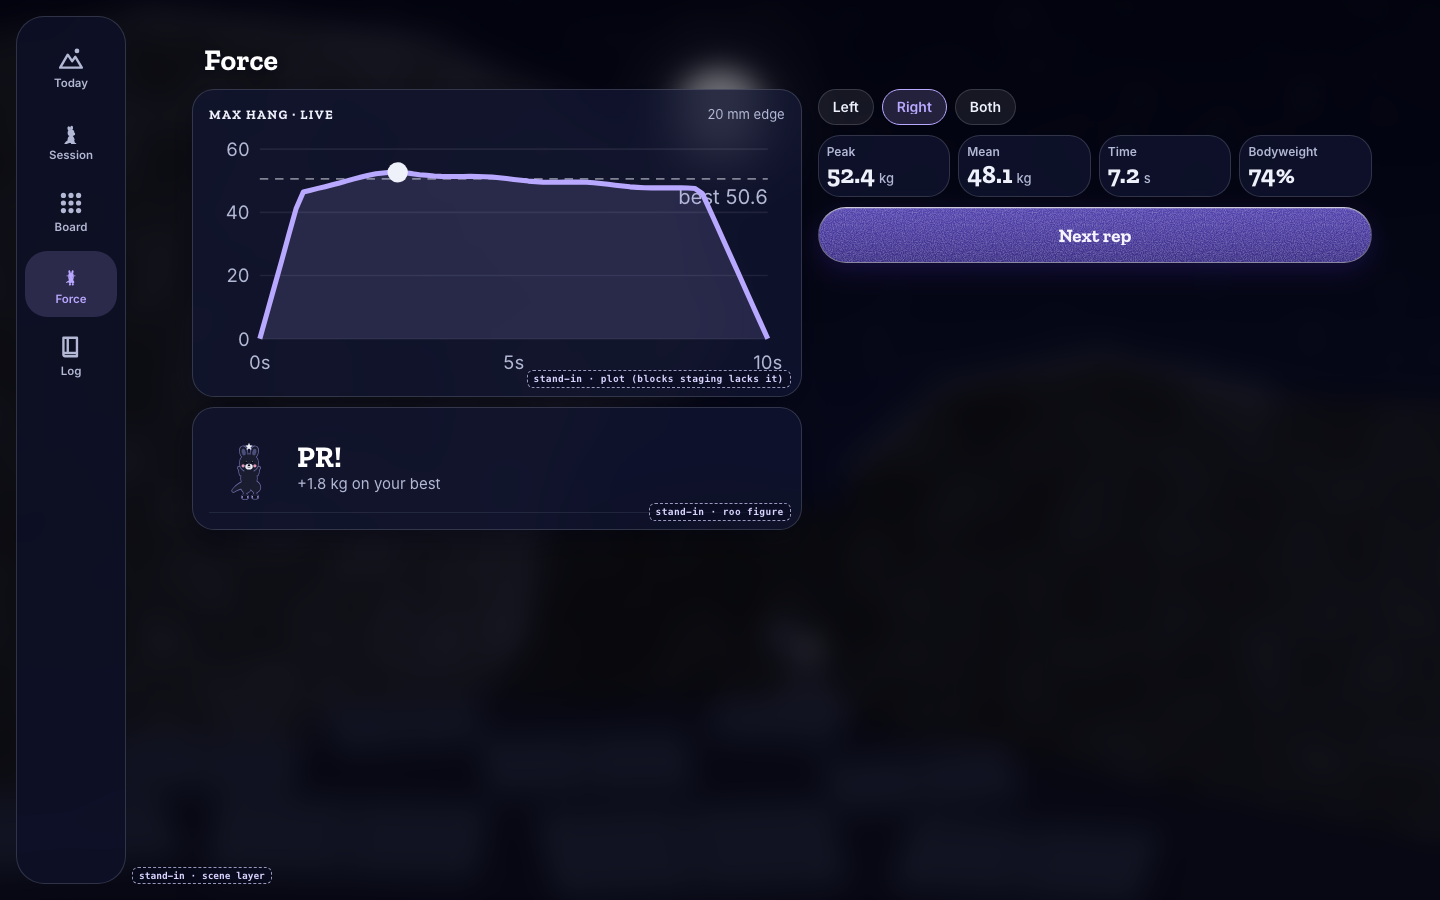 Today
Session
Board
Force
Log
Force
MAX HANG · LIVE
20 mm edge
60
40
20
0
best 50.6
0s
5s
10s
stand-in · plot (blocks staging lacks it)
PR!
+1.8 kg on your best
stand-in · roo figure
Left
Right
Both
Peak
52.4 kg
Mean
48.1 kg
Time
7.2 s
Bodyweight
74%
Next rep
stand-in · scene layer